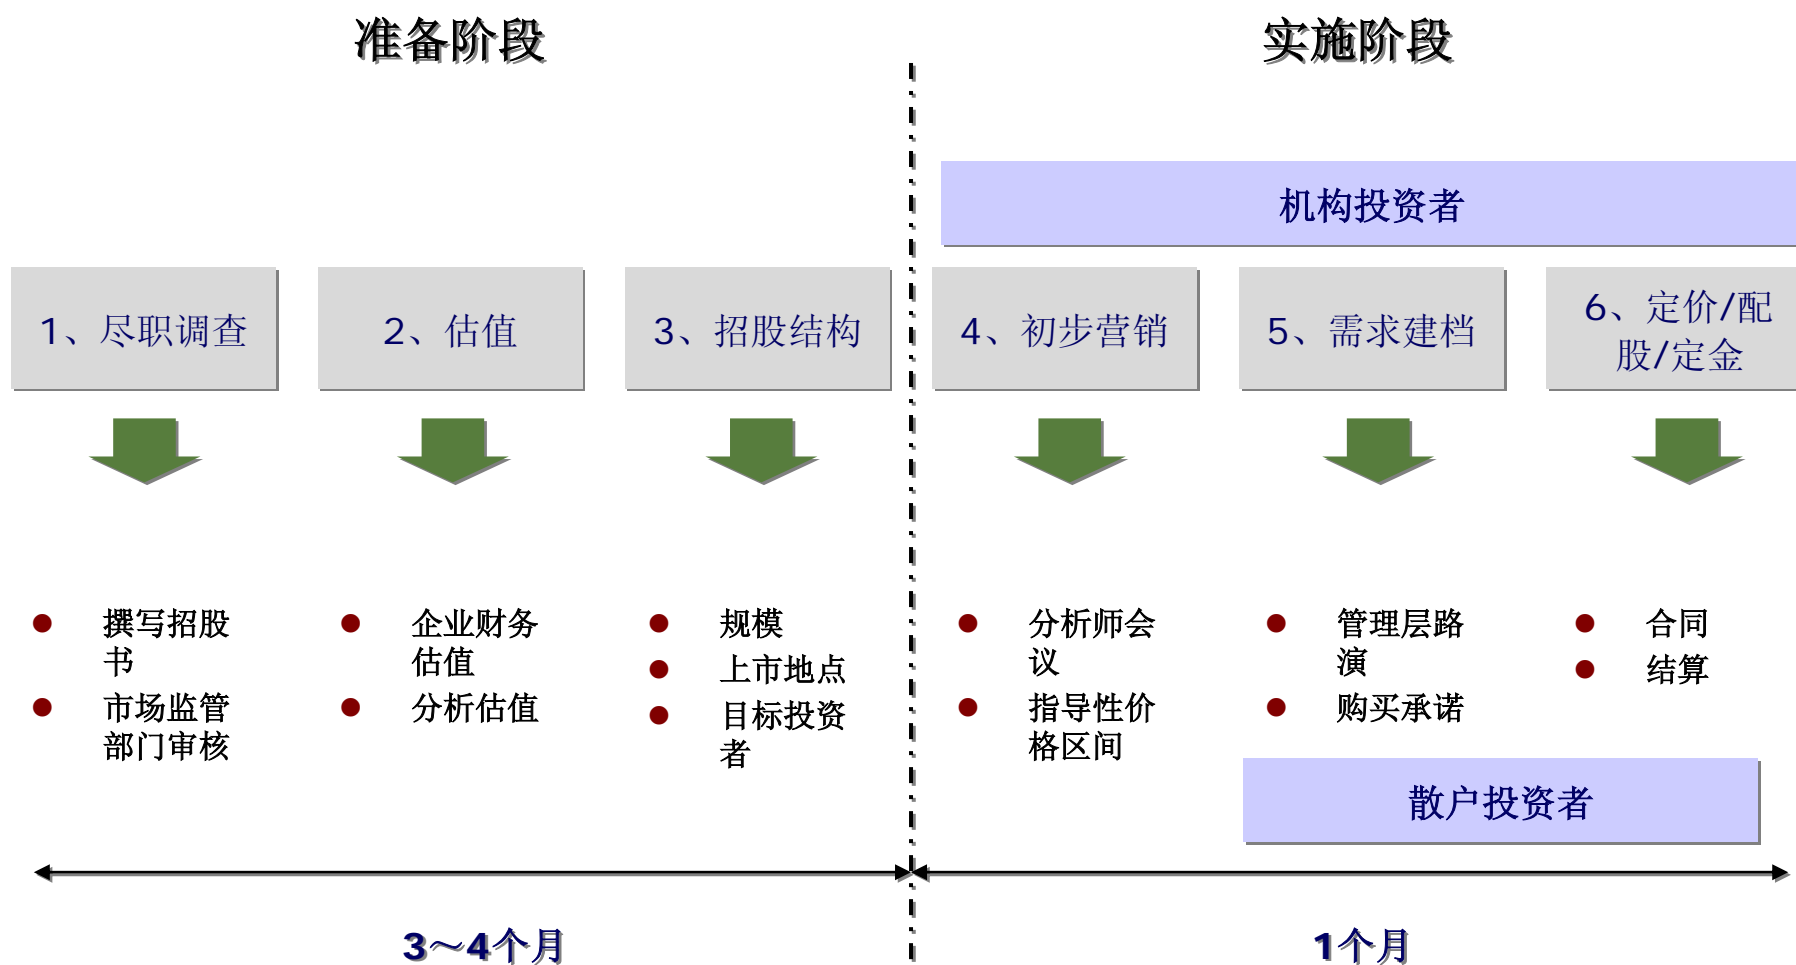 准备阶段
实施阶段
机构投资者
1、尽职调查
2、估值
3、招股结构
4、初步营销
5、需求建档
6、定价/配
股/定金
撰写招股
书
市场监管
部门审核
企业财务
估值
分析估值
规模
上市地点
目标投资
者
分析师会
议
指导性价
格区间
管理层路
演
购买承诺
合同
结算
散户投资者
3～4个月
1个月